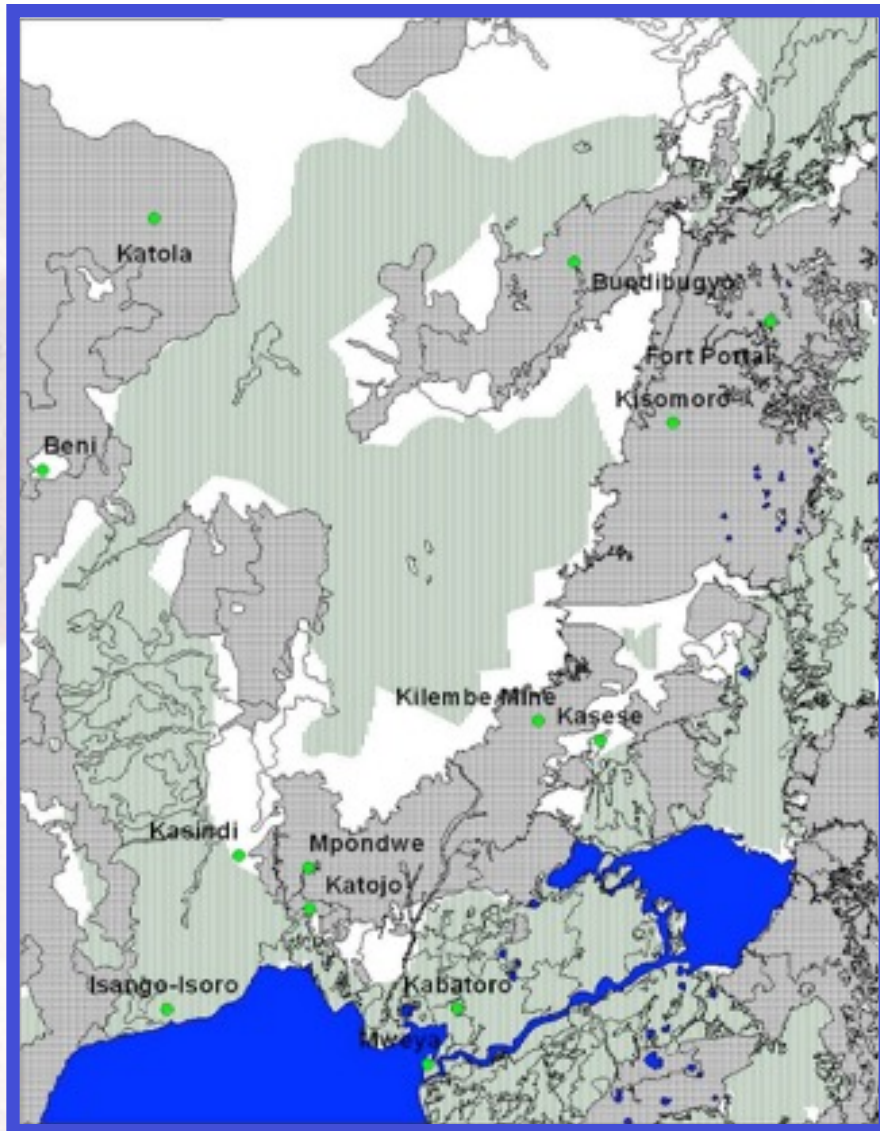 Katola
Bundibugyo
Fort Portal
Kisomoro
Beni
Kilembe Mine
Kasese
Kasindi
Mpondwe
Katojo
Isango-Isoro
Kabatoro
Mweya